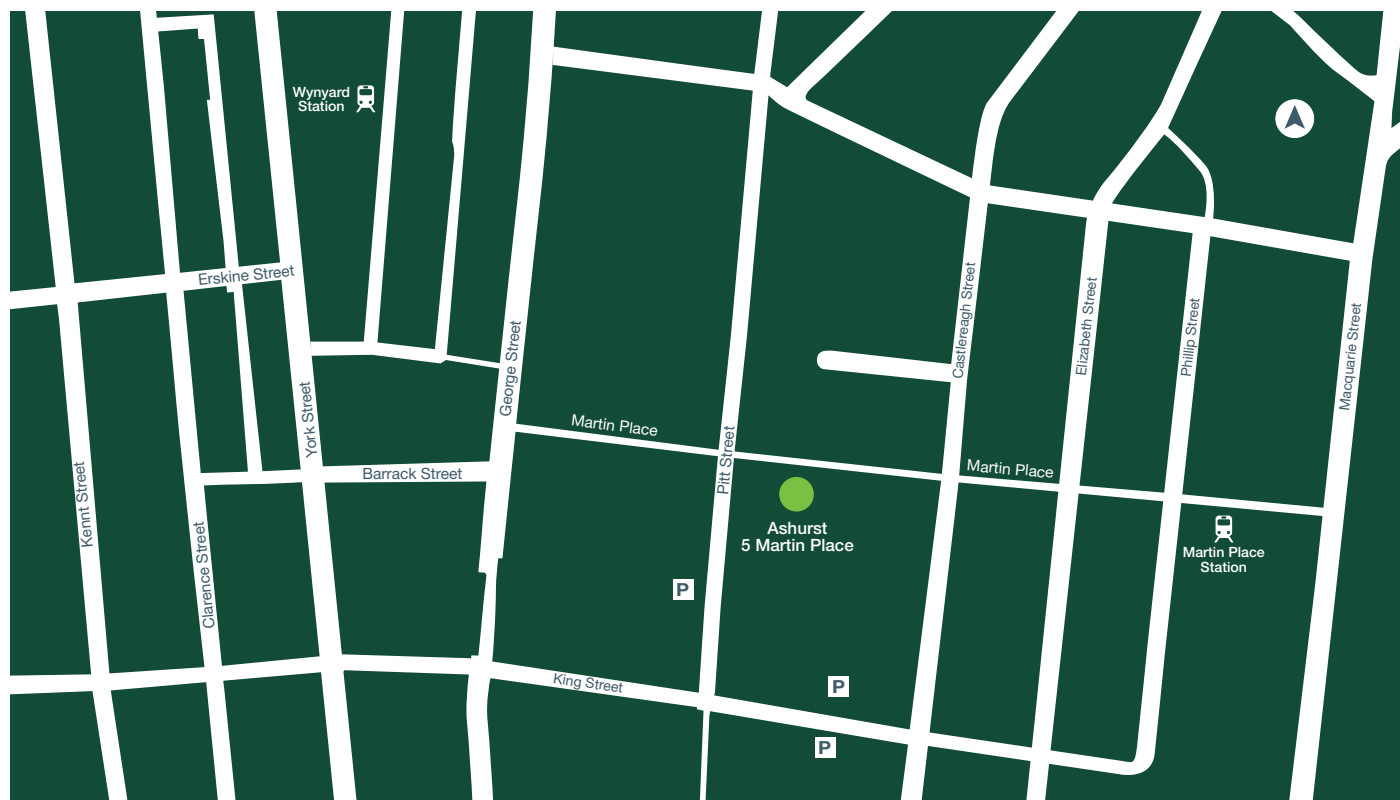 Wynyard
Station
Erskine Street
Castlereagh Street
Elizabeth Street
Phillip Street
Macquarie Street
George Street
York Street
Martin Place
Pitt Street
Martin Place
Barrack Street
Kennt Street
Clarence Street
Ashurst
5 Martin Place
Martin Place
Station
P
King Street
P
P